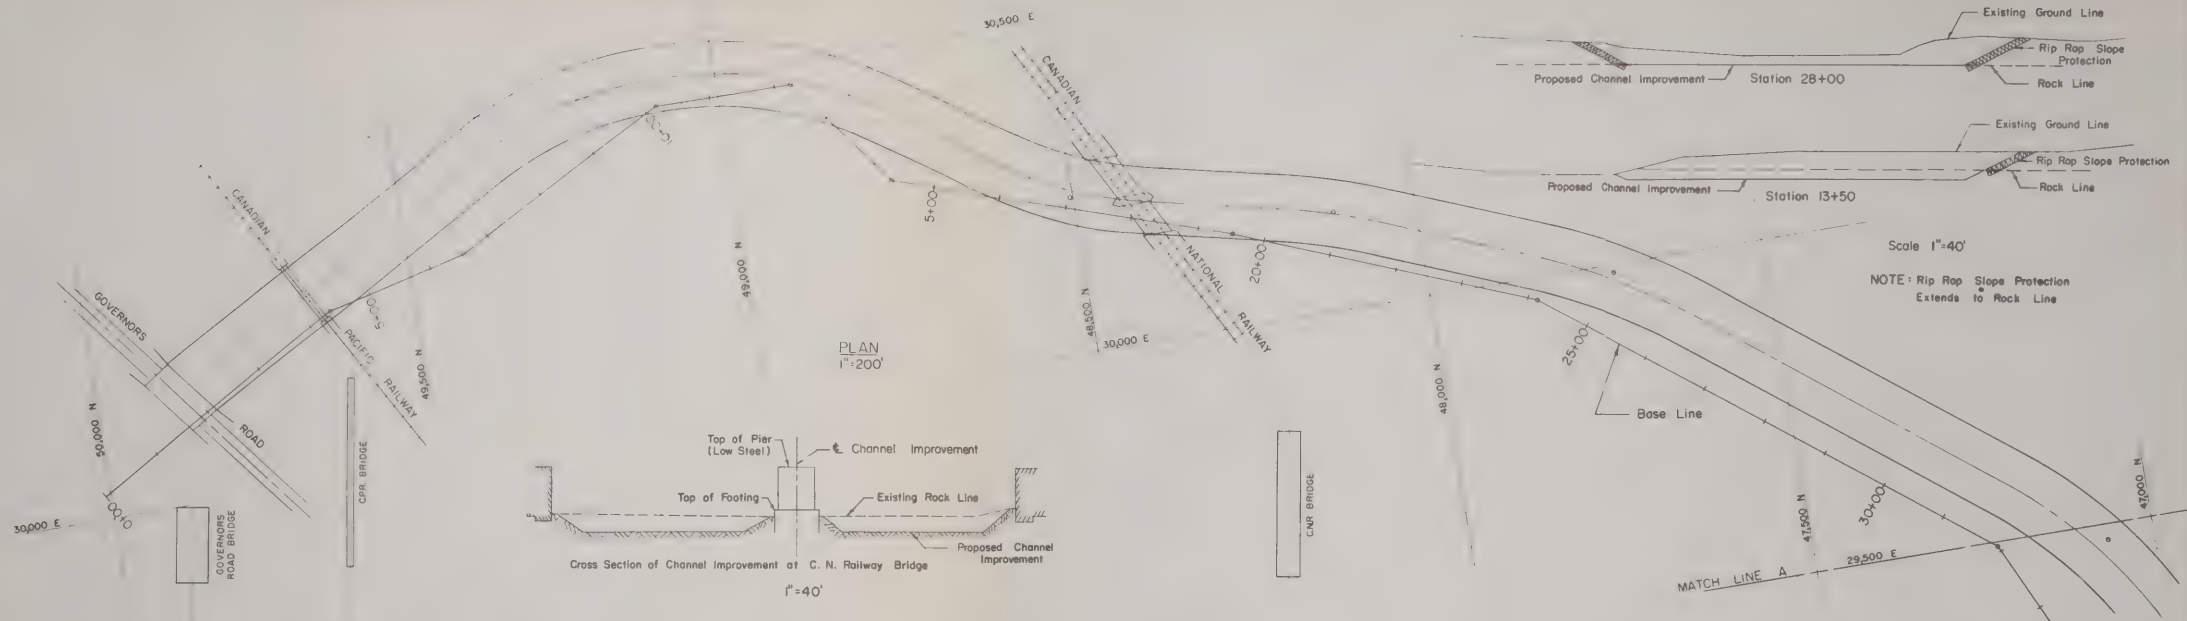 30,500 E
CANADIAN
NATIONAL
RAILWAY
Existing Ground Line
Rip Rap Slope
Protection
Proposed Channel Improvement
Station 28+00
Rock Line
Existing Ground Line
Rip Rap Slope Protection
Proposed Channel Improvement
Rock Line
Station 13+50
Scale 1"=40'
NOTE: Rip Rap Slope Protection
Extends to Rock Line
CANADIAN
PACIFIC
RAILWAY
GOVERNORS
ROAD
0+00
5+00
5+00
20+00
25+00
30+00
50,000 N
49,500 N
49,000 N
48,500 N
48,000 N
47,500 N
47,000 N
30,000 E
30,000 E
29,500 E
MATCH LINE A
Base Line
PLAN
1"=200'
GOVERNORS
ROAD BRIDGE
CPR. BRIDGE
C.N.R BRIDGE
Top of Pier
(Low Steel)
℄ Channel Improvement
Top of Footing
Existing Rock Line
Proposed Channel
Improvement
Cross Section of Channel Improvement at C. N. Railway Bridge
1"=40'